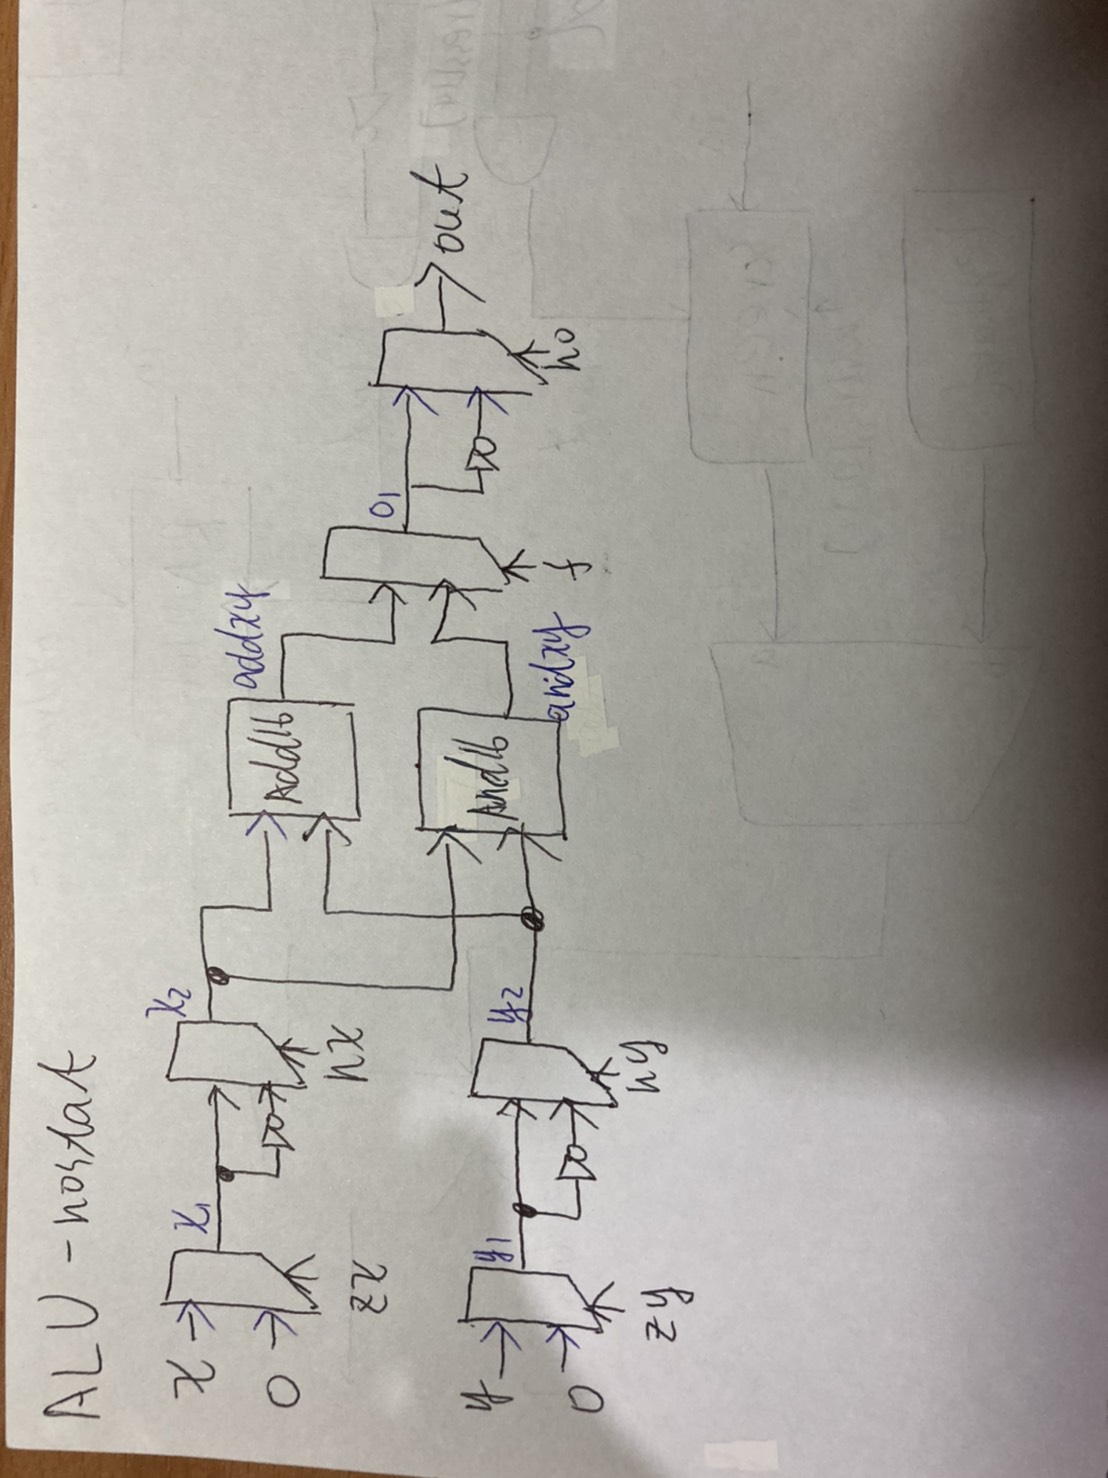 ALU - nostat
x
0
zx
x1
nx
x2
y
0
zy
y1
ny
y2
Add16
addxy
And16
andxy
f
o1
no
out